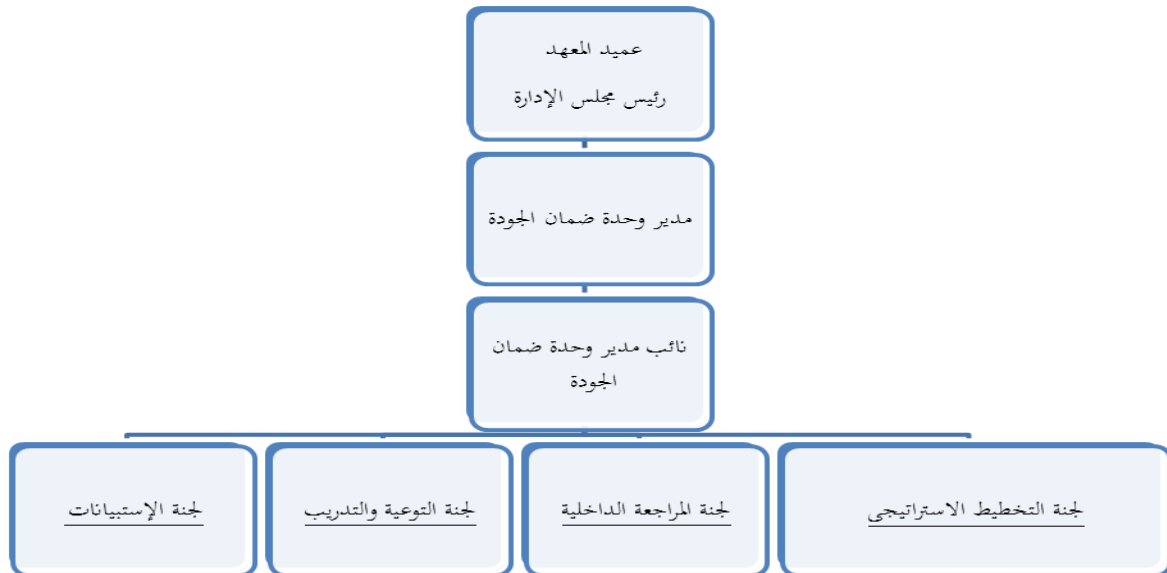 عميد المعهد
رئيس مجلس الإدارة
مدير وحدة ضمان الجودة
نائب مدير وحدة ضمان
الجودة
لجنة التخطيط الاستراتيجى
لجنة المراجعة الداخلية
لجنة التوعية والتدريب
لجنة الإستبيانات